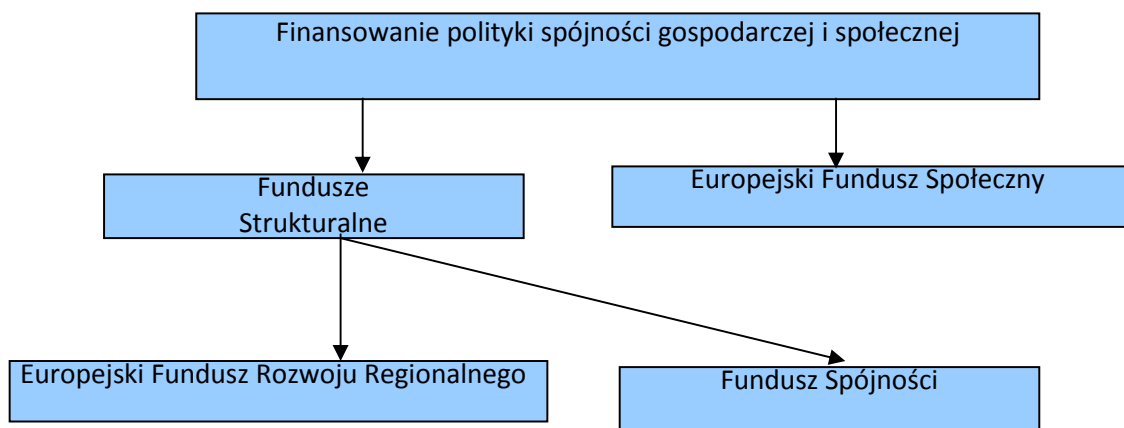 Finansowanie polityki spójności gospodarczej i społecznej
Fundusze
Strukturalne
Europejski Fundusz Społeczny
Europejski Fundusz Rozwoju Regionalnego
Fundusz Spójności